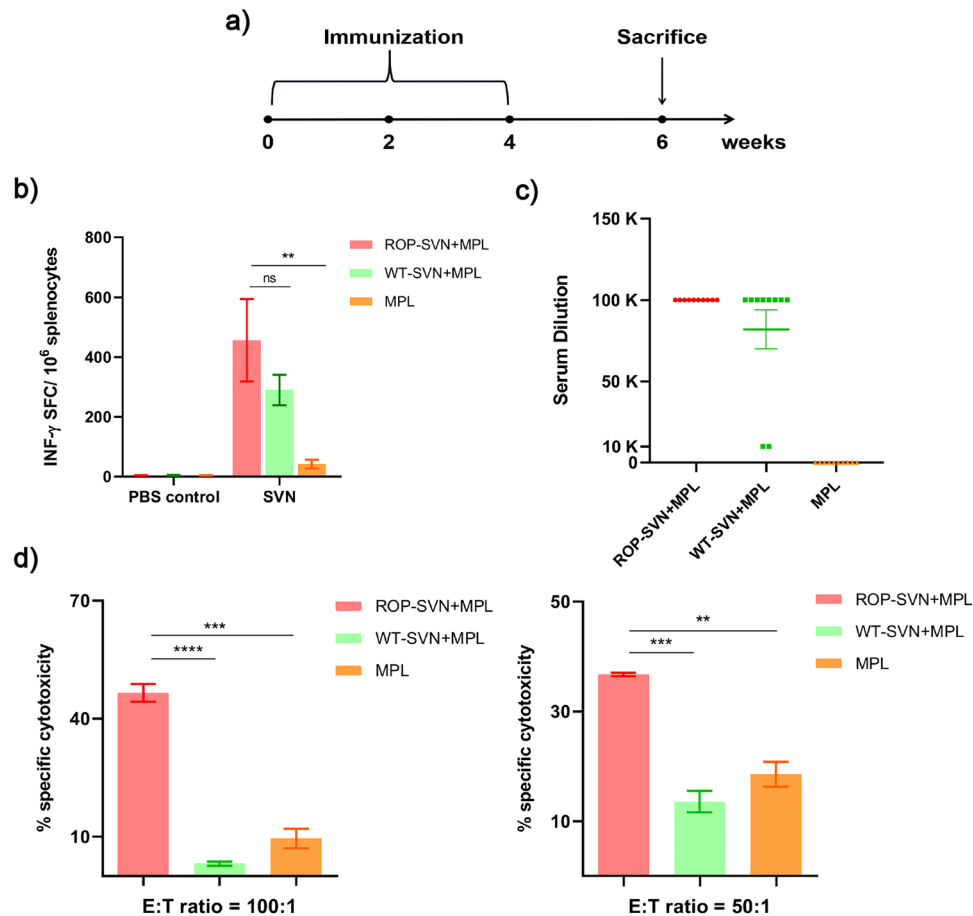 a)
Immunization
Sacrifice
0 2 4 6 weeks
b)
INF-γ SFC/ 10⁶ splenocytes
800
600
400
200
0
**
ns
ROP-SVN+MPL
WT-SVN+MPL
MPL
PBS control
SVN
c)
Serum Dilution
150 K
100 K
50 K
10 K
0
ROP-SVN+MPL
WT-SVN+MPL
MPL
d)
% specific cytotoxicity
70
40
10
***
****
ROP-SVN+MPL
WT-SVN+MPL
MPL
E:T ratio = 100:1
% specific cytotoxicity
50
30
10
**
***
ROP-SVN+MPL
WT-SVN+MPL
MPL
E:T ratio = 50:1